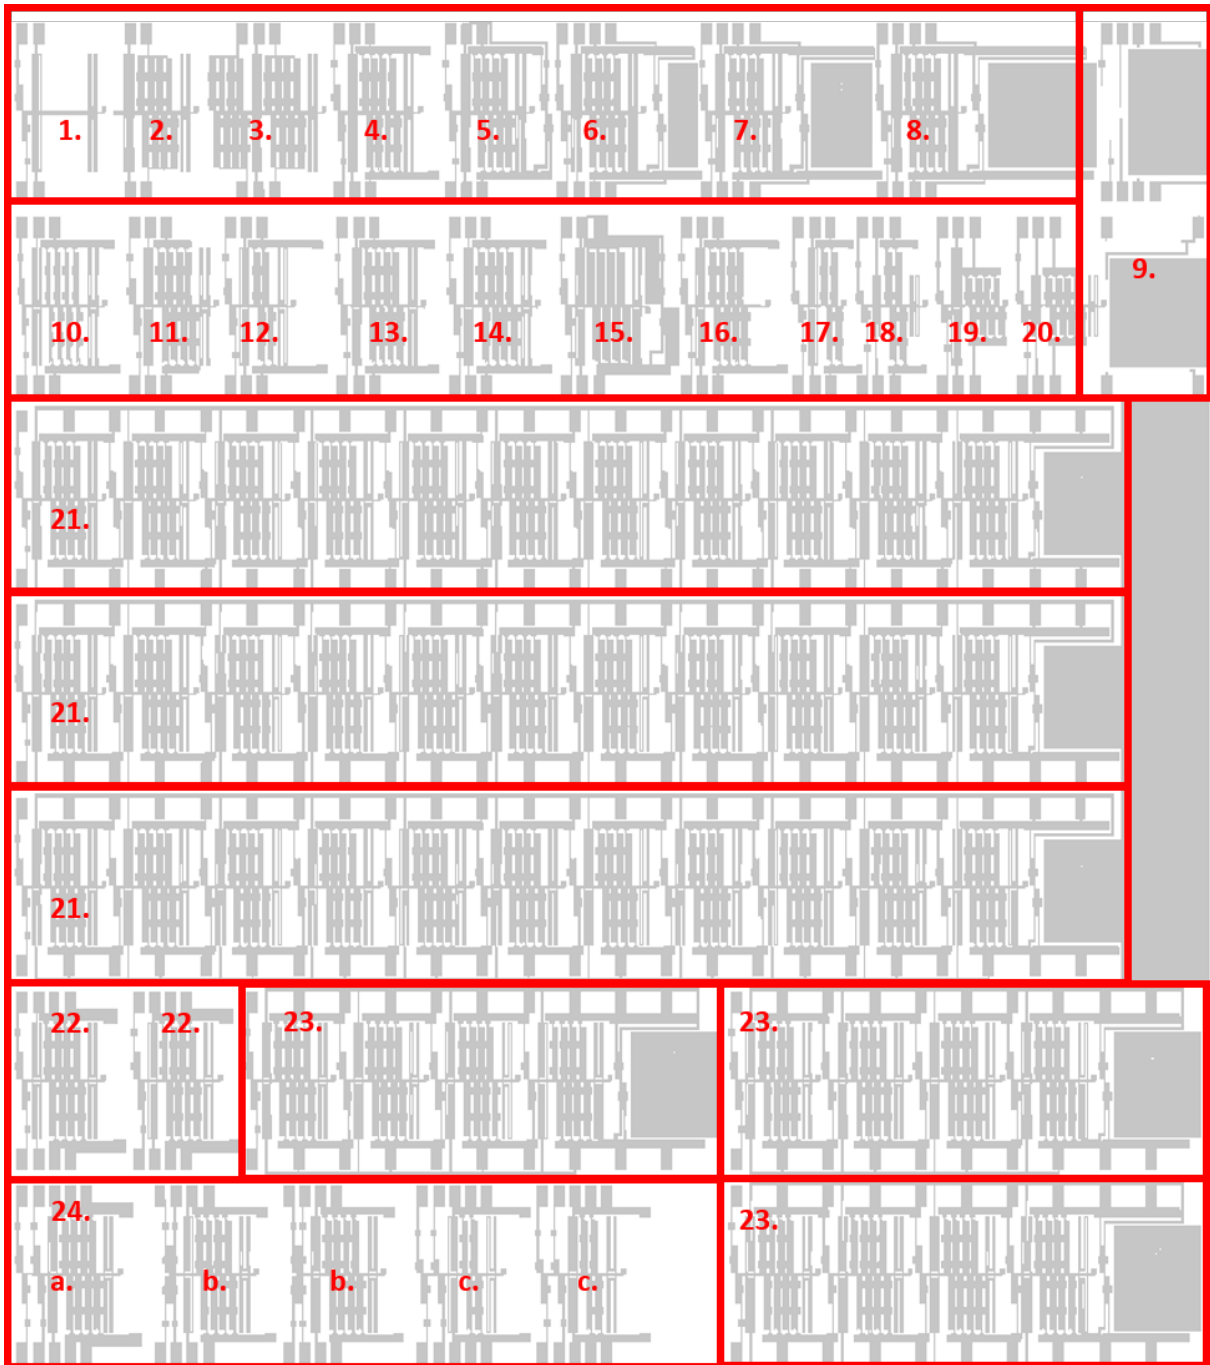 1. 2. 3. 4. 5. 6. 7. 8.
9.
10. 11. 12. 13. 14. 15. 16. 17. 18. 19. 20.
21.
21.
21.
22. 22. 23. 23.
24. 23.
a. b. b. c. c.